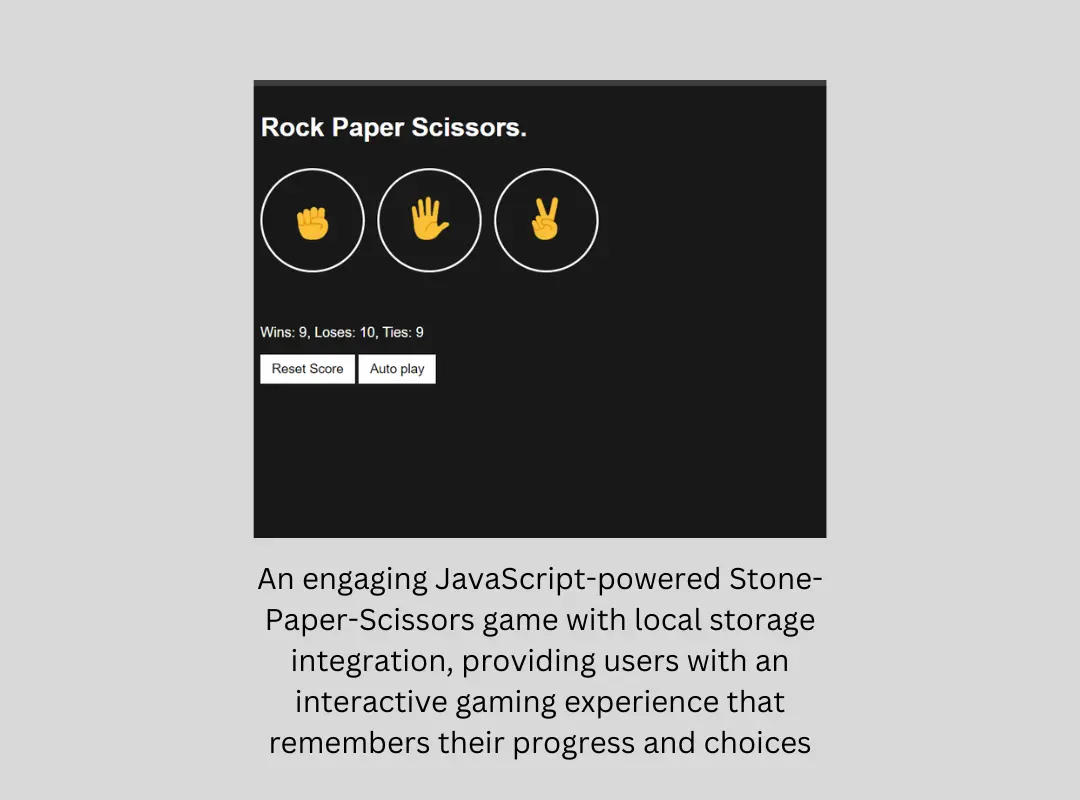 Rock Paper Scissors.
Wins: 9, Loses: 10, Ties: 9
Reset Score Auto play
An engaging JavaScript-powered Stone-
Paper-Scissors game with local storage
integration, providing users with an
interactive gaming experience that
remembers their progress and choices